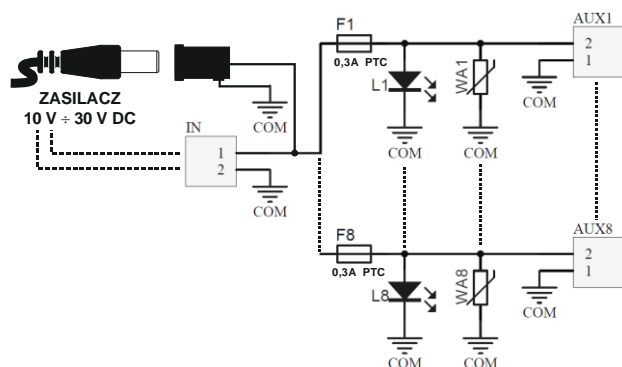 F1
AUX1
0,3A PTC
2
1
L1
WA1
ZASILACZ
10 V ÷ 30 V DC
COM
COM
COM
COM
IN
1
2
COM
F8
AUX8
0,3A PTC
2
1
L8
WA8
COM
COM
COM